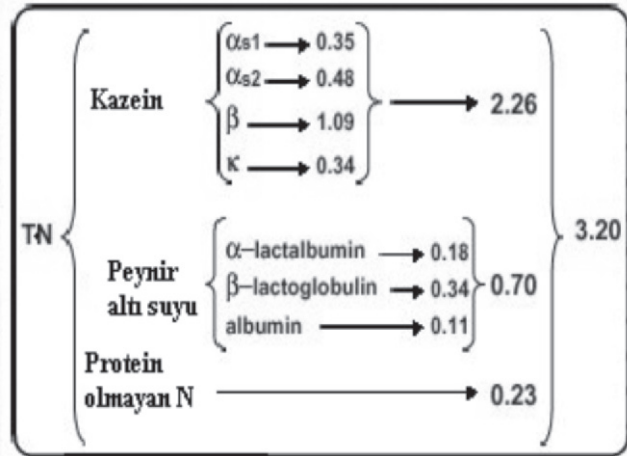 αs1 → 0.35
αs2 → 0.48
Kazein
2.26
β → 1.09
κ → 0.34
T·N
3.20
α–lactalbumin → 0.18
Peynir
altı suyu
β–lactoglobulin → 0.34
0.70
albumin → 0.11
Protein
olmayan N → 0.23